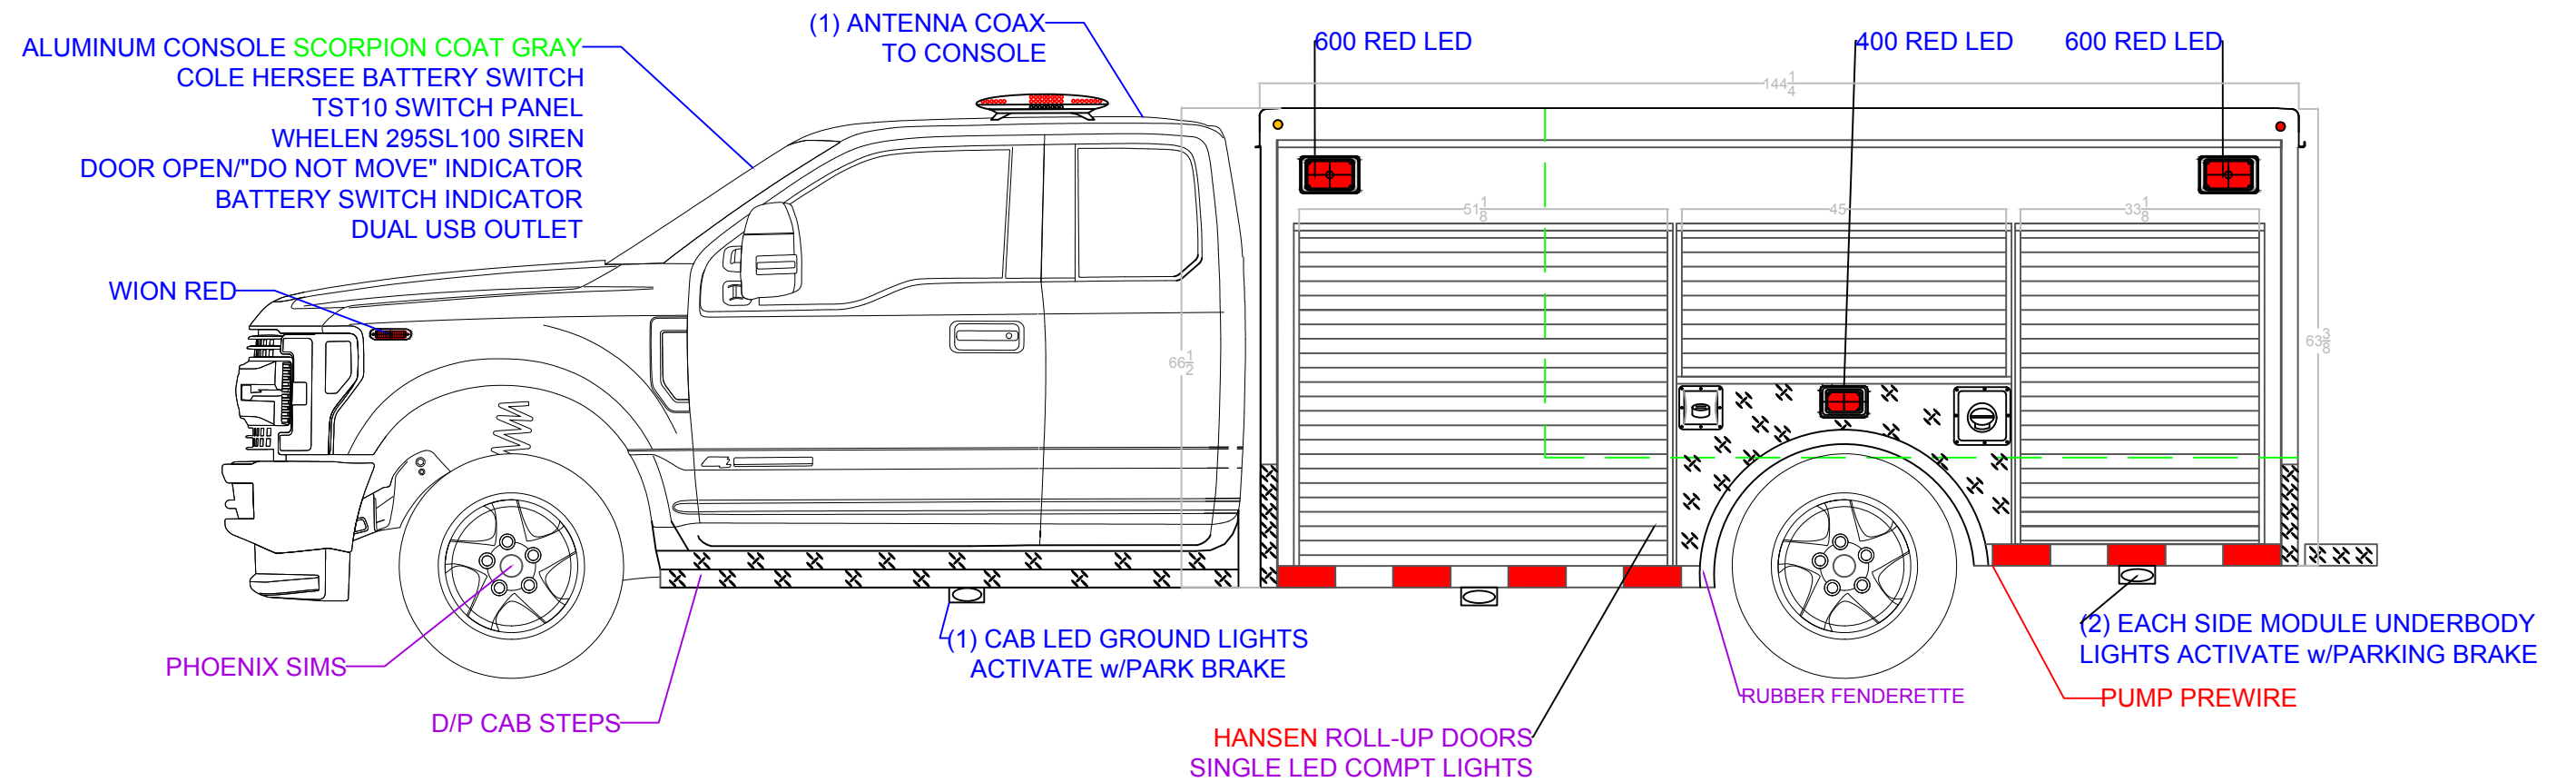 (1) ANTENNA COAX
TO CONSOLE
ALUMINUM CONSOLE SCORPION COAT GRAY
COLE HERSEE BATTERY SWITCH
TST10 SWITCH PANEL
WHELEN 295SL100 SIREN
DOOR OPEN/"DO NOT MOVE" INDICATOR
BATTERY SWITCH INDICATOR
DUAL USB OUTLET
600 RED LED
400 RED LED
600 RED LED
144 1/4
51 1/8
45
33 1/8
66 1/2
63 3/8
WION RED
PHOENIX SIMS
D/P CAB STEPS
(1) CAB LED GROUND LIGHTS
ACTIVATE w/PARK BRAKE
HANSEN ROLL-UP DOORS
SINGLE LED COMPT LIGHTS
RUBBER FENDERETTE
(2) EACH SIDE MODULE UNDERBODY
LIGHTS ACTIVATE w/PARKING BRAKE
PUMP PREWIRE